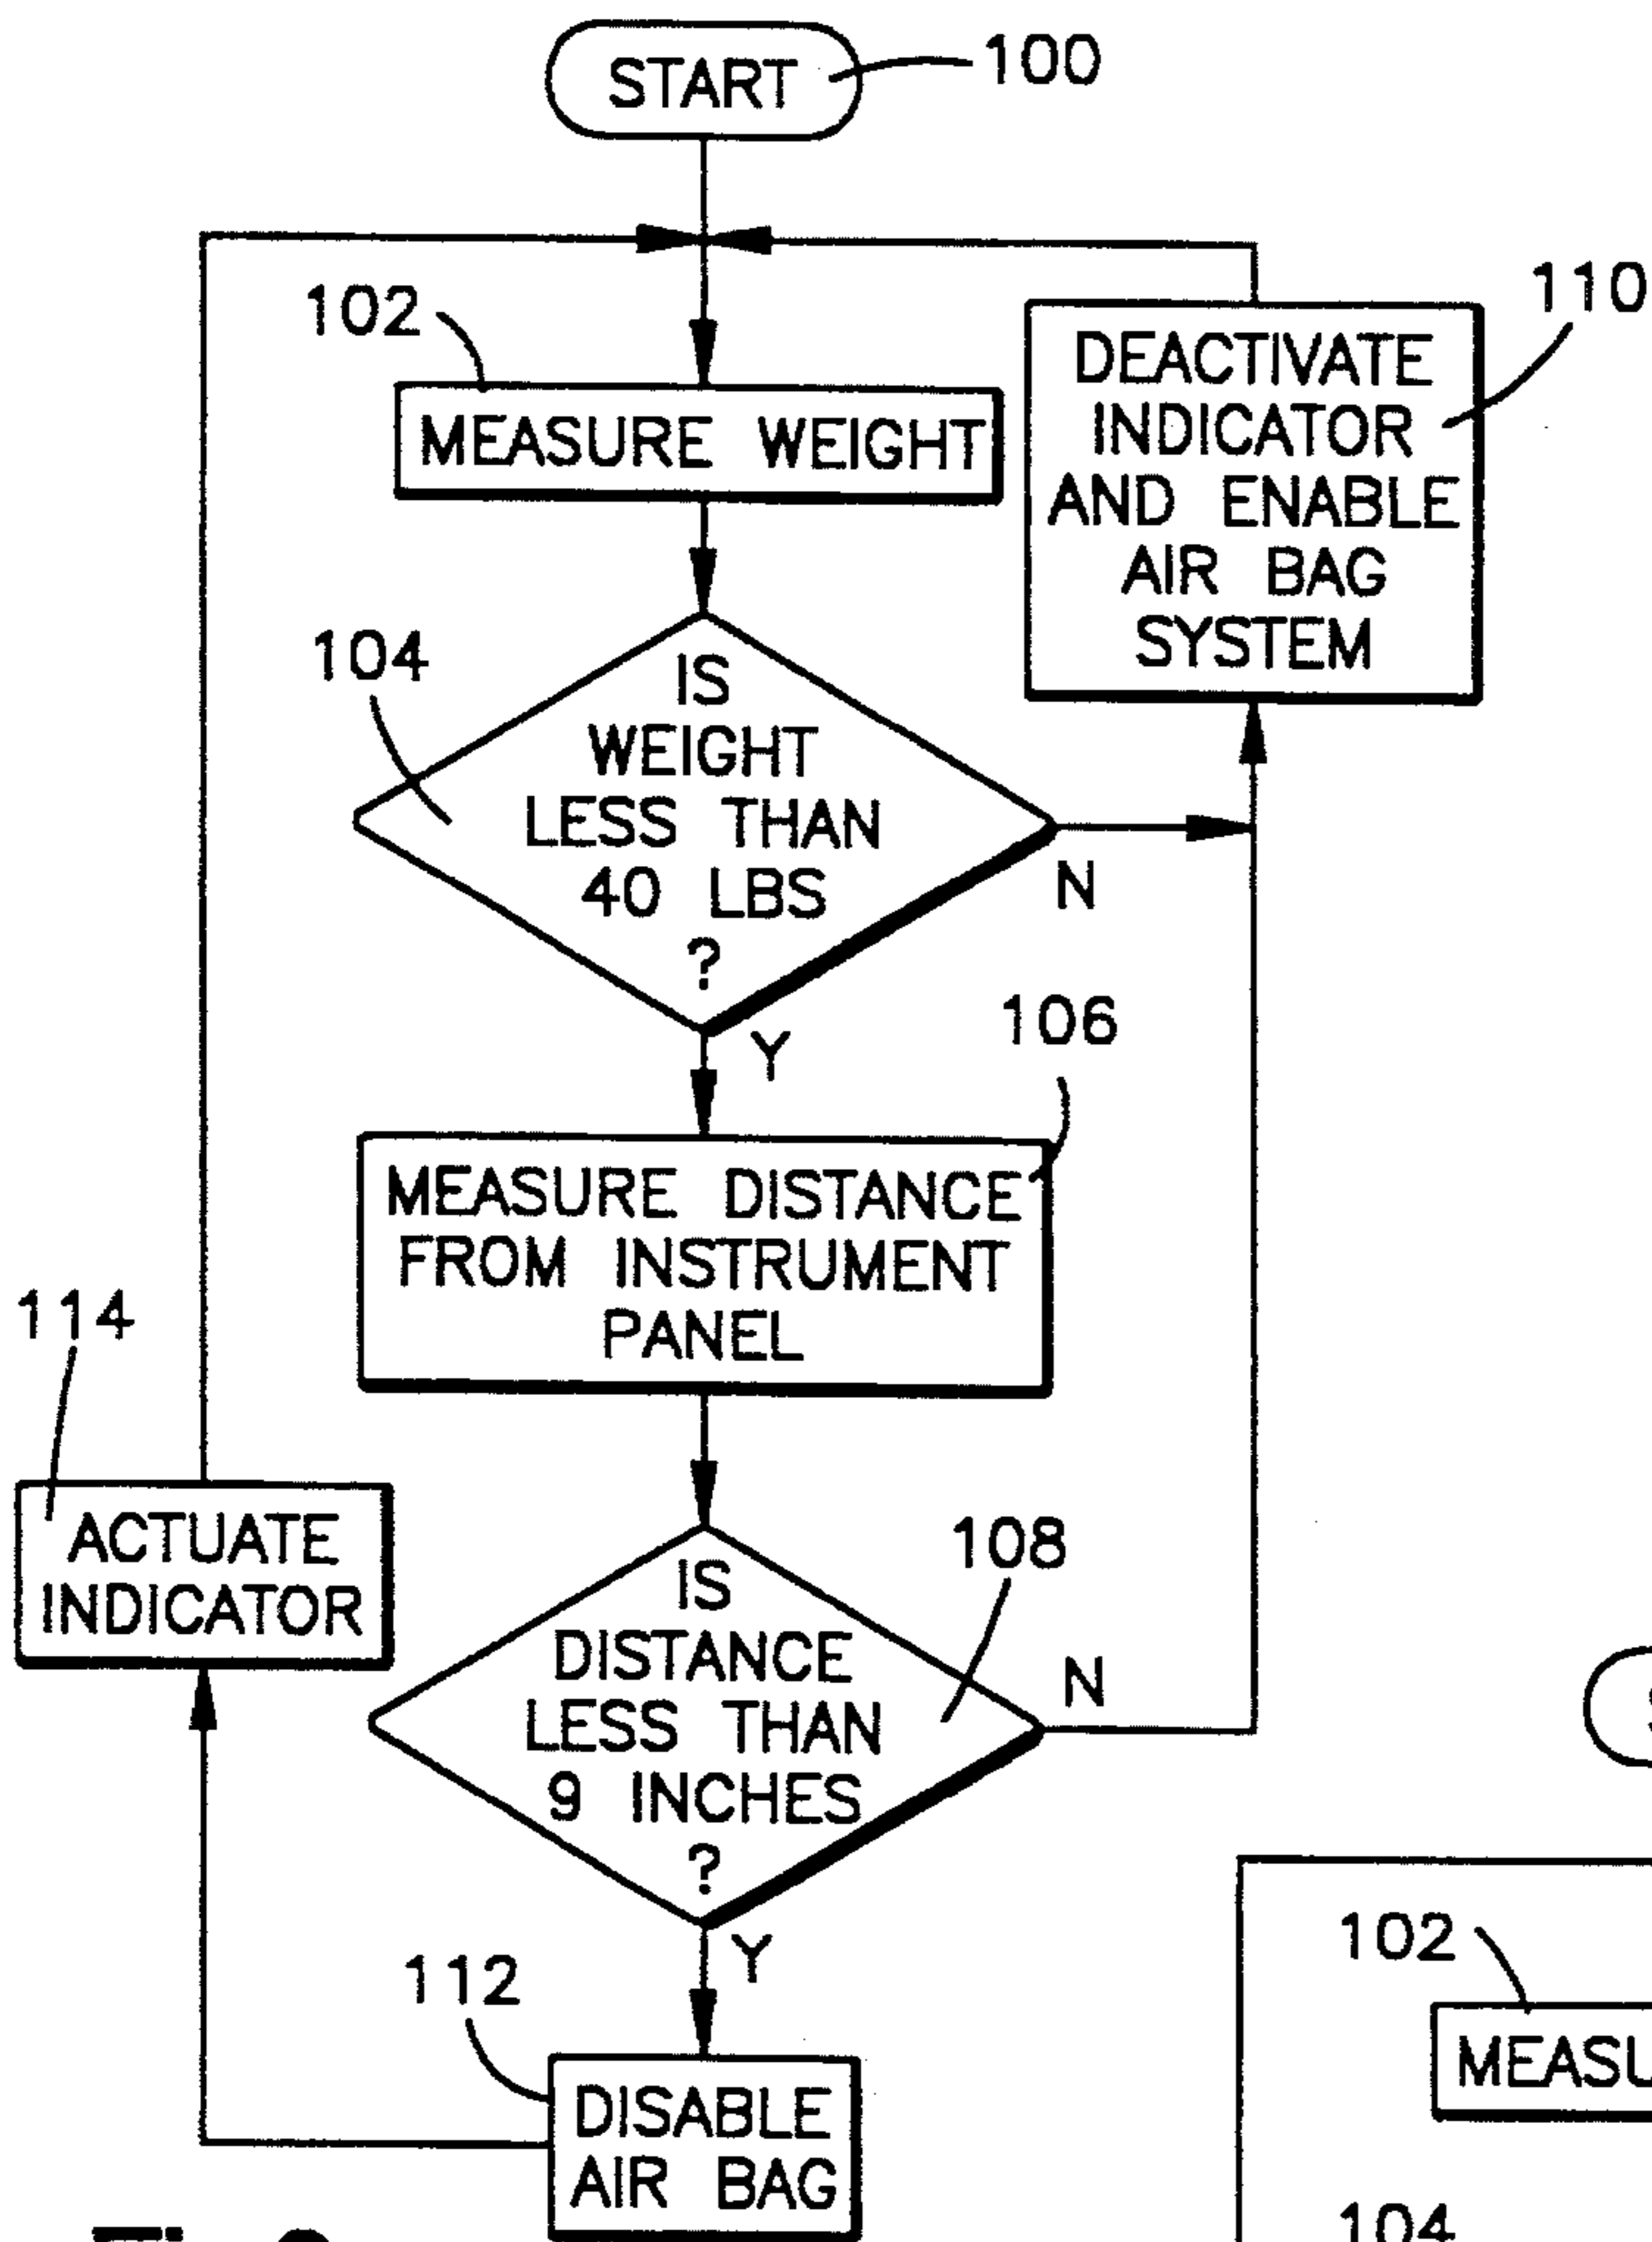 START
100
102
MEASURE WEIGHT
110
DEACTIVATE
INDICATOR
AND ENABLE
AIR BAG
SYSTEM
104
IS
WEIGHT
LESS THAN
40 LBS
?
N
Y
106
MEASURE DISTANCE
FROM INSTRUMENT
PANEL
114
ACTUATE
INDICATOR
108
IS
DISTANCE
LESS THAN
9 INCHES
?
N
Y
112
DISABLE
AIR BAG
102
104